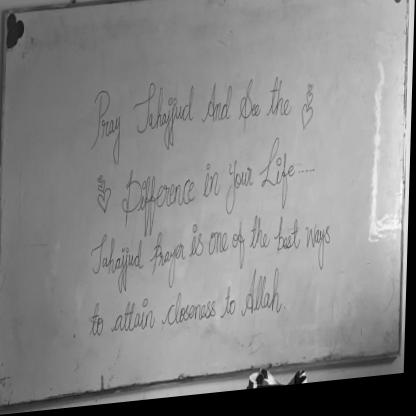 Pray Tahajjud And See the
Difference in Your Life.....
Tahajjud Prayer is one of the best ways
to attain closeness to Allah.